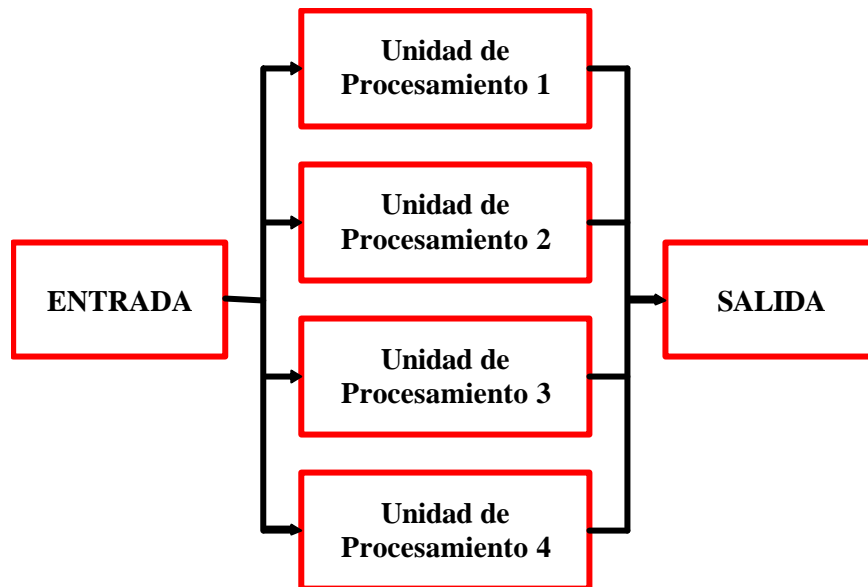 Unidad de
Procesamiento 1
Unidad de
Procesamiento 2
ENTRADA
SALIDA
Unidad de
Procesamiento 3
Unidad de
Procesamiento 4